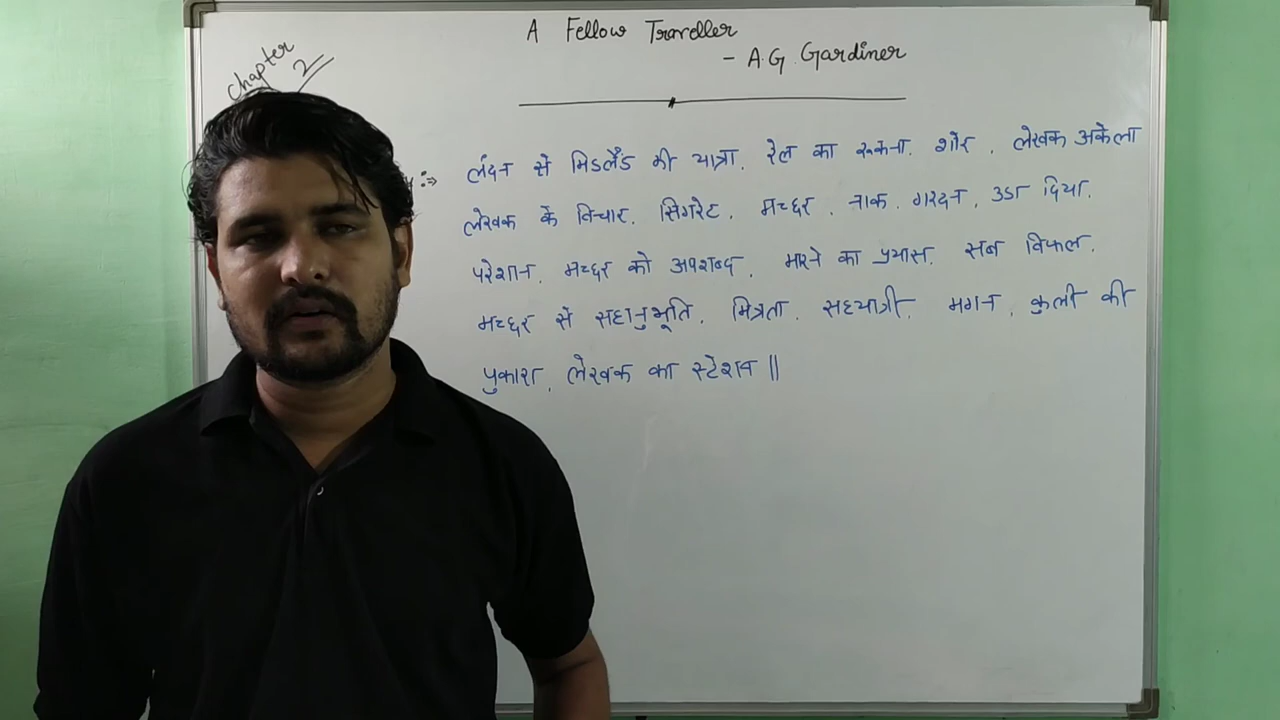 A Fellow Traveller
- A.G. Gardiner
Chapter 2
लंदन से मिडलैंड की यात्रा. रेल का रूकना. शोर. लेखक अकेला
लेखक के विचार. सिगरेट. मच्छर. नाक. गरदन. उडा दिया.
परेशान. मच्छर को अपशब्द. मारने का प्रयास. सब विफल.
मच्छर से सहानुभूति. मित्रता. सहयात्री. मगन. कुली की
पुकारा. लेखक का स्टेशन ||